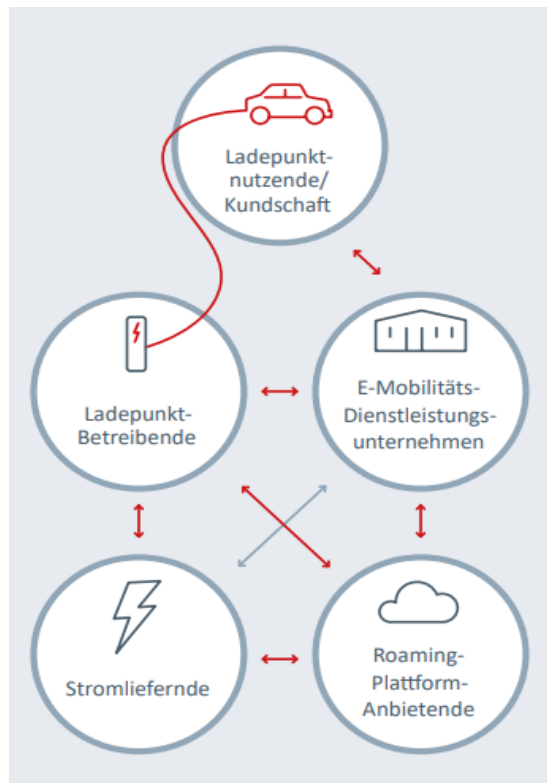 Ladepunkt-
nutzende/
Kundschaft
Ladepunkt-
Betreibende
E-Mobilitäts-
Dienstleistungs-
unternehmen
Stromliefernde
Roaming-
Plattform-
Anbietende